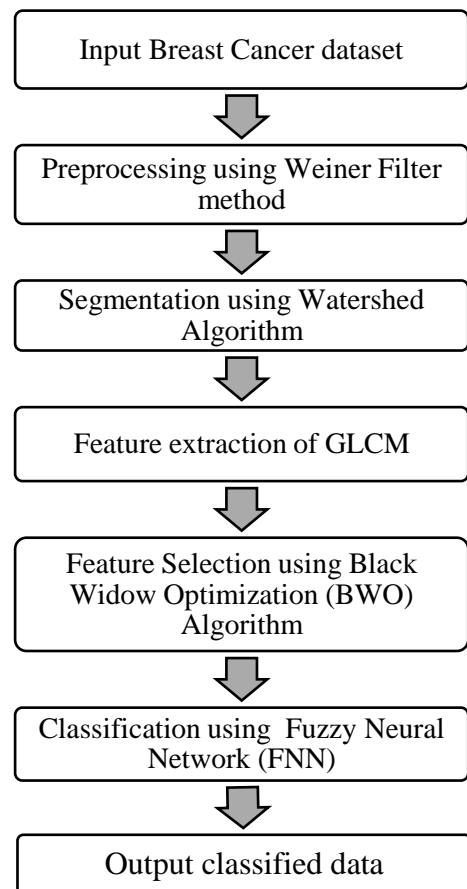 Input Breast Cancer dataset
Preprocessing using Weiner Filter
method
Segmentation using Watershed
Algorithm
Feature extraction of GLCM
Feature Selection using Black
Widow Optimization (BWO)
Algorithm
Classification using Fuzzy Neural
Network (FNN)
Output classified data